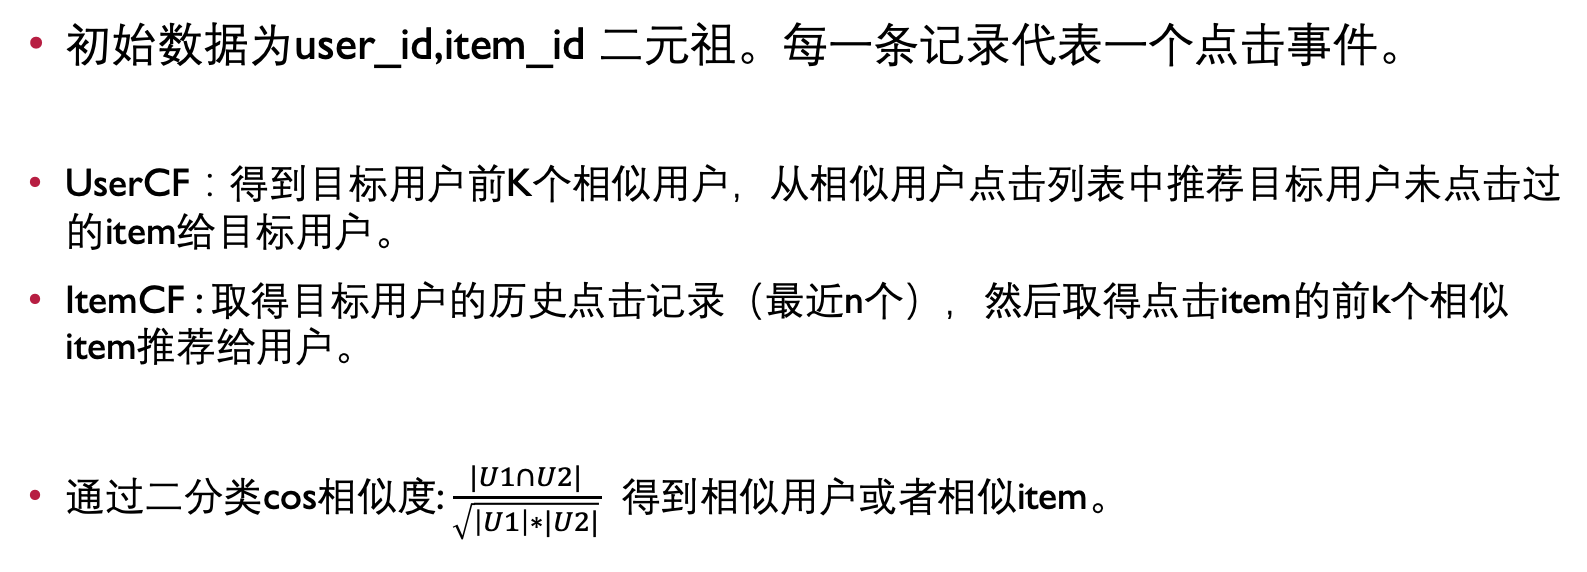 • 初始数据为user_id,item_id 二元祖。每一条记录代表一个点击事件。
• UserCF：得到目标用户前K个相似用户，从相似用户点击列表中推荐目标用户未点击过
的item给目标用户。
• ItemCF : 取得目标用户的历史点击记录（最近n个），然后取得点击item的前k个相似
item推荐给用户。
• 通过二分类cos相似度: |U1∩U2| / √|U1|*|U2| 得到相似用户或者相似item。